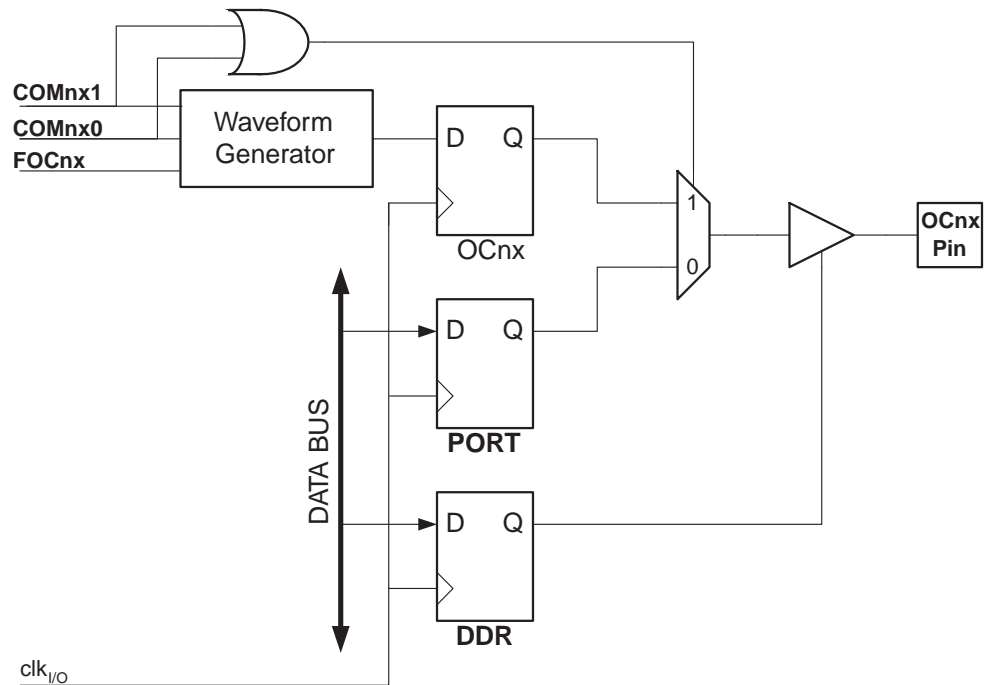 COMnx1
COMnx0
FOCnx
Waveform
Generator
D Q
OCnx
1
0
OCnx
Pin
D Q
PORT
DATA BUS
D Q
DDR
clkI/O